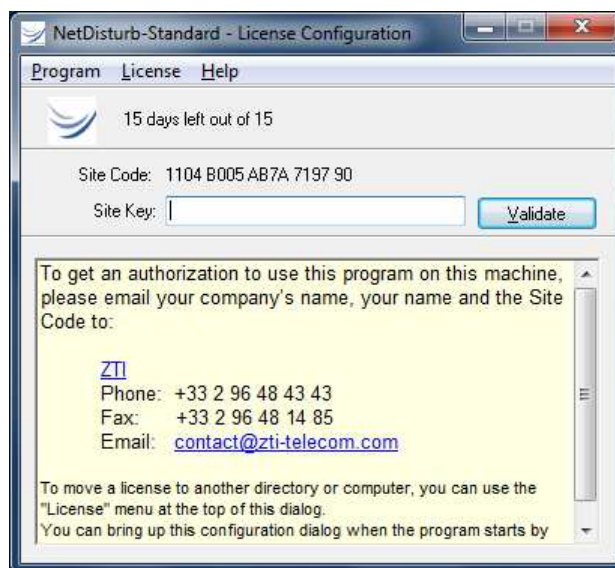 NetDisturb-Standard - License Configuration
Program License Help
15 days left out of 15
Site Code: 1104 B005 AB7A 7197 90
Site Key:
Validate
To get an authorization to use this program on this machine,
please email your company's name, your name and the Site
Code to:
ZTI
Phone: +33 2 96 48 43 43
Fax: +33 2 96 48 14 85
Email: contact@zti-telecom.com
To move a license to another directory or computer, you can use the
"License" menu at the top of this dialog.
You can bring up this configuration dialog when the program starts by